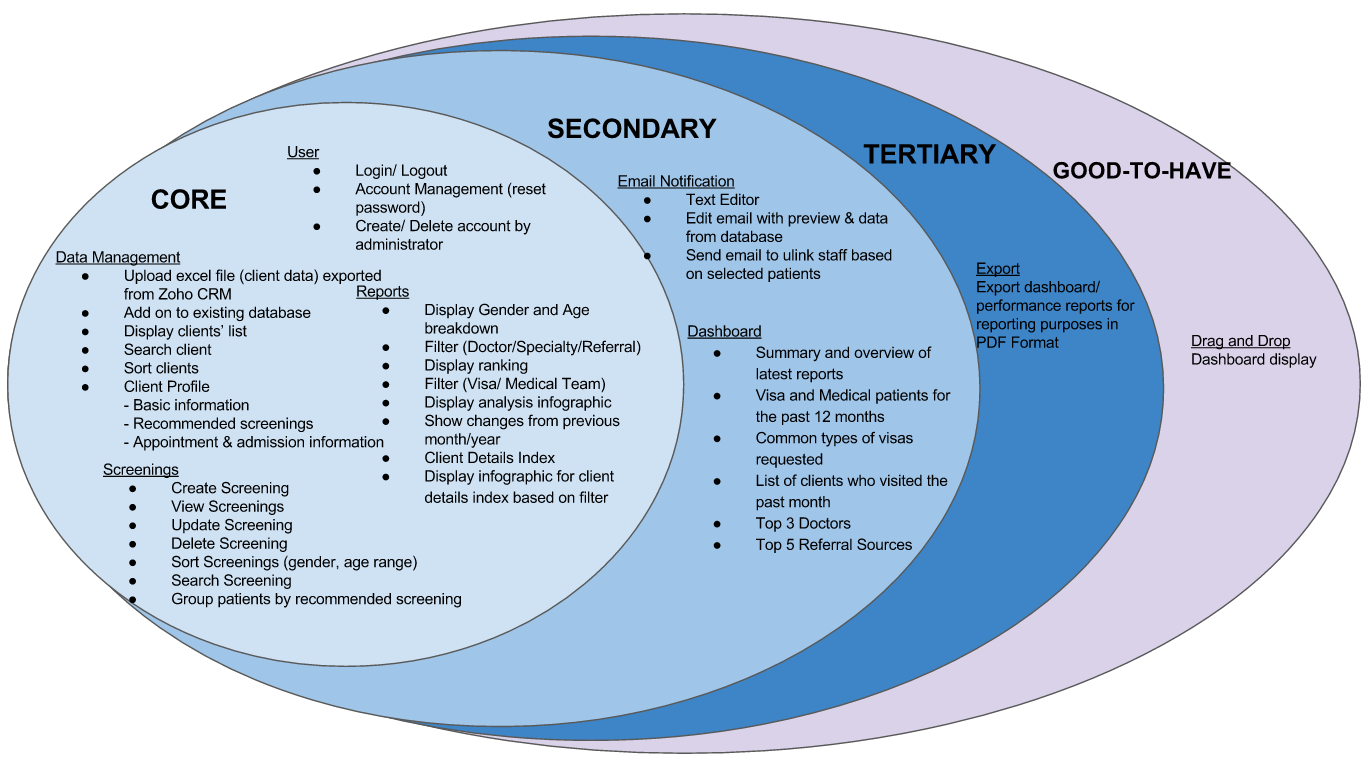 CORE
User
● Login/ Logout
● Account Management (reset
password)
● Create/ Delete account by
administrator
Data Management
● Upload excel file (client data) exported
from Zoho CRM
● Add on to existing database
● Display clients’ list
● Search client
● Sort clients
● Client Profile
- Basic information
- Recommended screenings
- Appointment & admission information
Reports
● Display Gender and Age
breakdown
● Filter (Doctor/Specialty/Referral)
● Display ranking
● Filter (Visa/ Medical Team)
● Display analysis infographic
● Show changes from previous
month/year
● Client Details Index
● Display infographic for client
details index based on filter
Screenings
● Create Screening
● View Screenings
● Update Screening
● Delete Screening
● Sort Screenings (gender, age range)
● Search Screening
● Group patients by recommended screening
SECONDARY
Email Notification
● Text Editor
● Edit email with preview & data
from database
● Send email to ulink staff based
on selected patients
Dashboard
● Summary and overview of
latest reports
● Visa and Medical patients for
the past 12 months
● Common types of visas
requested
● List of clients who visited the
past month
● Top 3 Doctors
● Top 5 Referral Sources
TERTIARY
Export
Export dashboard/
performance reports for
reporting purposes in
PDF Format
GOOD-TO-HAVE
Drag and Drop
Dashboard display